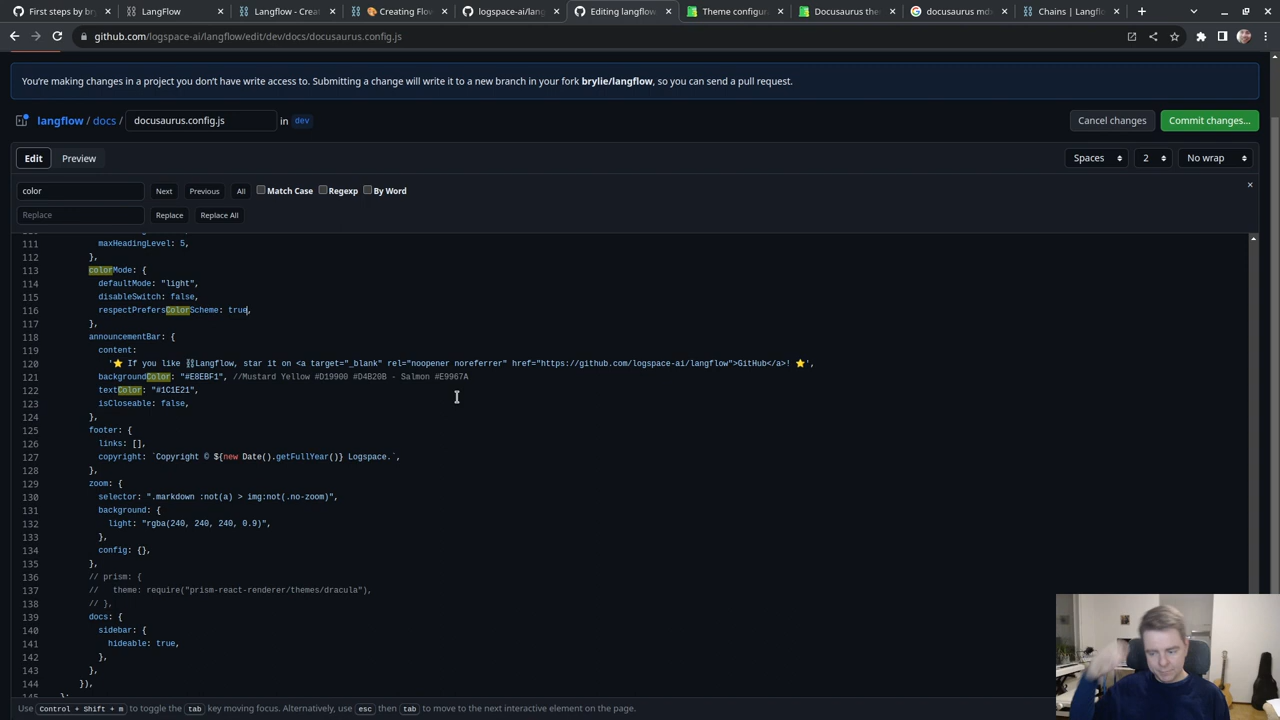 First steps by br
LangFlow
Langflow - Creat
🎨 Creating Flow
logspace-ai/lang
Editing langflow
Theme configur
Docusaurus the
docusaurus mdx
Chains | Langflo
github.com/logspace-ai/langflow/edit/dev/docs/docusaurus.config.js
You're making changes in a project you don't have write access to. Submitting a change will write it to a new branch in your fork brylie/langflow, so you can send a pull request.
langflow / docs / docusaurus.config.js in dev
Cancel changes
Commit changes...
Edit
Preview
Spaces
2
No wrap
color
Next
Previous
All
Match Case
Regexp
By Word
Replace
Replace
Replace All
111 maxHeadingLevel: 5,
112 },
113 colorMode: {
114 defaultMode: "light",
115 disableSwitch: false,
116 respectPrefersColorScheme: true,
117 },
118 announcementBar: {
119 content:
120 '⭐ If you like ⛓️Langflow, star it on <a target="_blank" rel="noopener noreferrer" href="https://github.com/logspace-ai/langflow">GitHub</a>! ⭐',
121 backgroundColor: "#E8EBF1", //Mustard Yellow #D19900 #D4B20B - Salmon #E9967A
122 textColor: "#1C1E21",
123 isCloseable: false,
124 },
125 footer: {
126 links: [],
127 copyright: `Copyright © ${new Date().getFullYear()} Logspace.`,
128 },
129 zoom: {
130 selector: ".markdown :not(a) > img:not(.no-zoom)",
131 background: {
132 light: "rgba(240, 240, 240, 0.9)",
133 },
134 config: {},
135 },
136 // prism: {
137 // theme: require("prism-react-renderer/themes/dracula"),
138 // },
139 docs: {
140 sidebar: {
141 hideable: true,
142 },
143 },
144 }),
145 };
Use Control + Shift + m to toggle the tab key moving focus. Alternatively, use esc then tab to move to the next interactive element on the page.